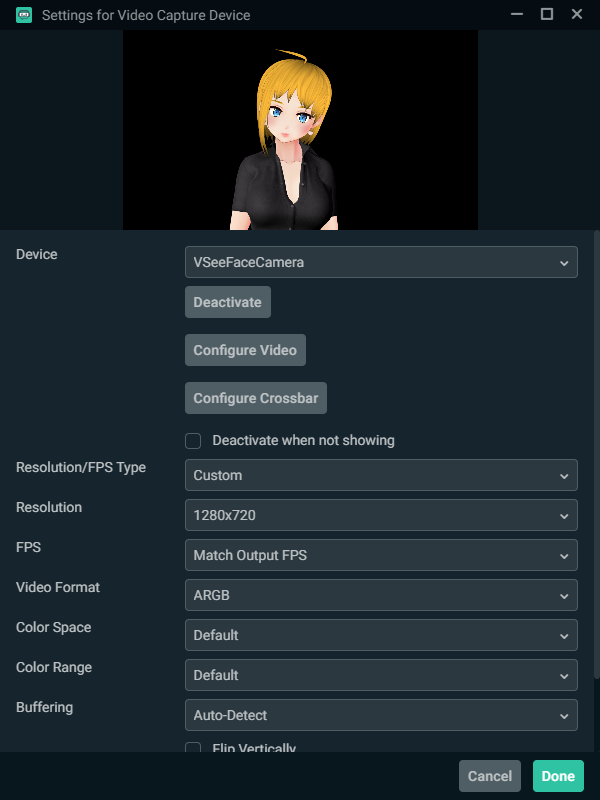 Settings for Video Capture Device
Device
VSeeFaceCamera
Deactivate
Configure Video
Configure Crossbar
Deactivate when not showing
Resolution/FPS Type
Custom
Resolution
1280x720
FPS
Match Output FPS
Video Format
ARGB
Color Space
Default
Color Range
Default
Buffering
Auto-Detect
Flip Vertically
Cancel
Done